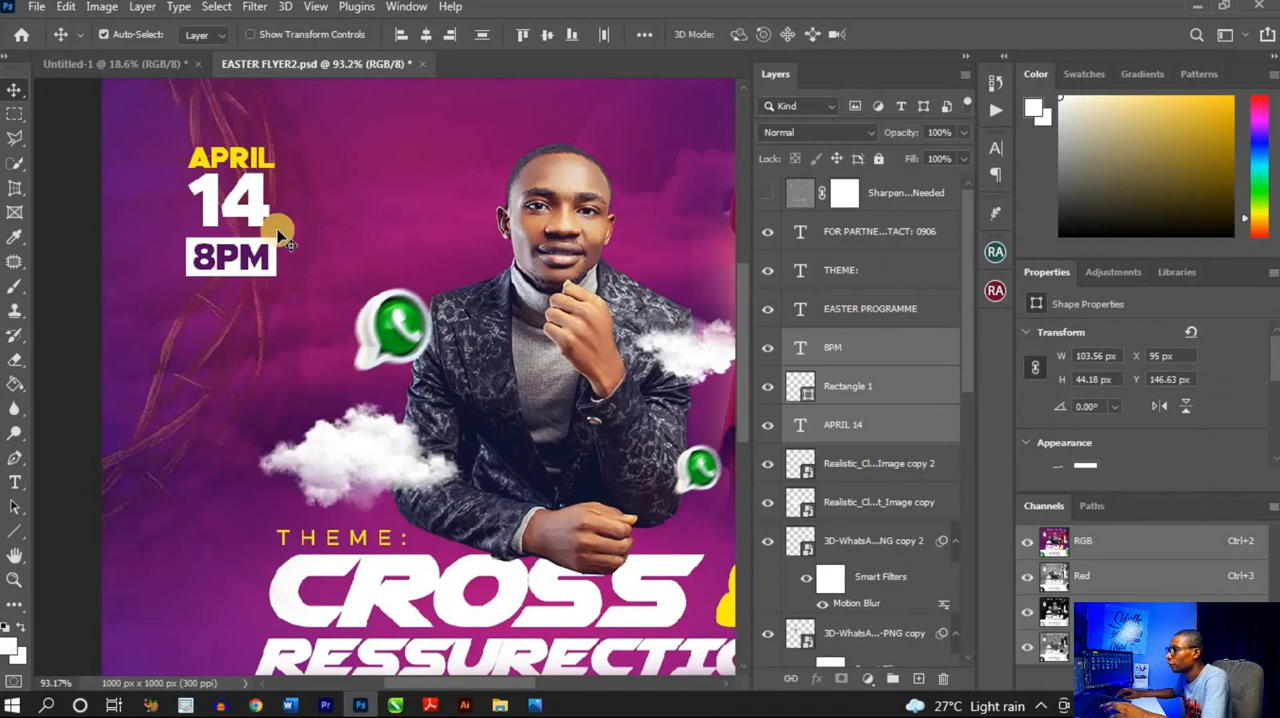 Ps File Edit Image Layer Type Select Filter 3D View Plugins Window Help
Auto-Select: Layer Show Transform Controls 3D Mode:
Untitled-1 @ 18.6% (RGB/8) * × EASTER FLYER2.psd @ 93.2% (RGB/8) * ×
APRIL
14
8PM
THEME:
CROSS &
RESSURECTI
93.17% 1000 px x 1000 px (300 ppi)
Layers
Kind
Normal Opacity: 100%
Lock: Fill: 100%
Sharpen...Needed
FOR PARTNE...TACT: 0906
THEME:
EASTER PROGRAMME
8PM
Rectangle 1
APRIL 14
Realistic_Cl...Image copy 2
Realistic_Cl...t_Image copy
3D-WhatsA...NG copy 2
Smart Filters
Motion Blur
3D-WhatsA...-PNG copy
Color Swatches Gradients Patterns
RA
RA
Properties Adjustments Libraries
Shape Properties
Transform
W 103.56 px X 95 px
H 44.18 px Y 146.63 px
0.00°
Appearance
Channels Paths
RGB Ctrl+2
Red Ctrl+3
W Pr Ps Ai
27°C Light rain